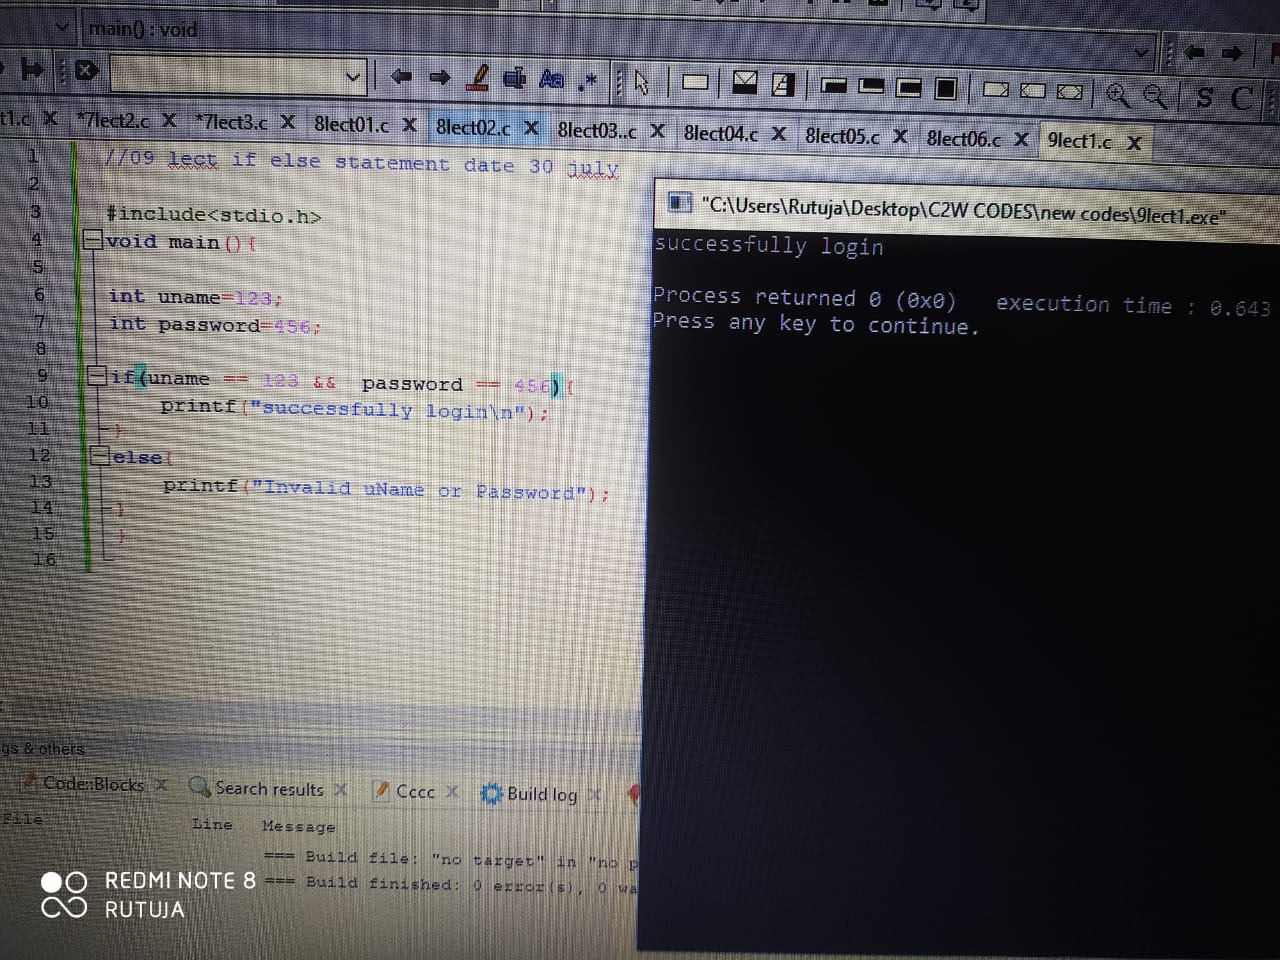 main() : void
t1.c X *7lect2.c X *7lect3.c X 8lect01.c X 8lect02.c X 8lect03..c X 8lect04.c X 8lect05.c X 8lect06.c X 9lect1.c X
1 //09 lect if else statement date 30 july
2
3 #include<stdio.h>
4 void main(){
5
6 int uname=123;
7 int password=456;
8
9 if(uname == 123 && password == 456){
10 printf("successfully login\n");
11 }
12 else{
13 printf("Invalid uName or Password");
14 }
15 }
16
"C:\Users\Rutuja\Desktop\C2W CODES\new codes\9lect1.exe"
successfully login
Process returned 0 (0x0) execution time : 0.643
Press any key to continue.
gs & others
Code::Blocks X Search results X Cccc X Build log X
File Line Message
=== Build file: "no target" in "no p
=== Build finished: 0 error(s), 0 wa
REDMI NOTE 8
RUTUJA